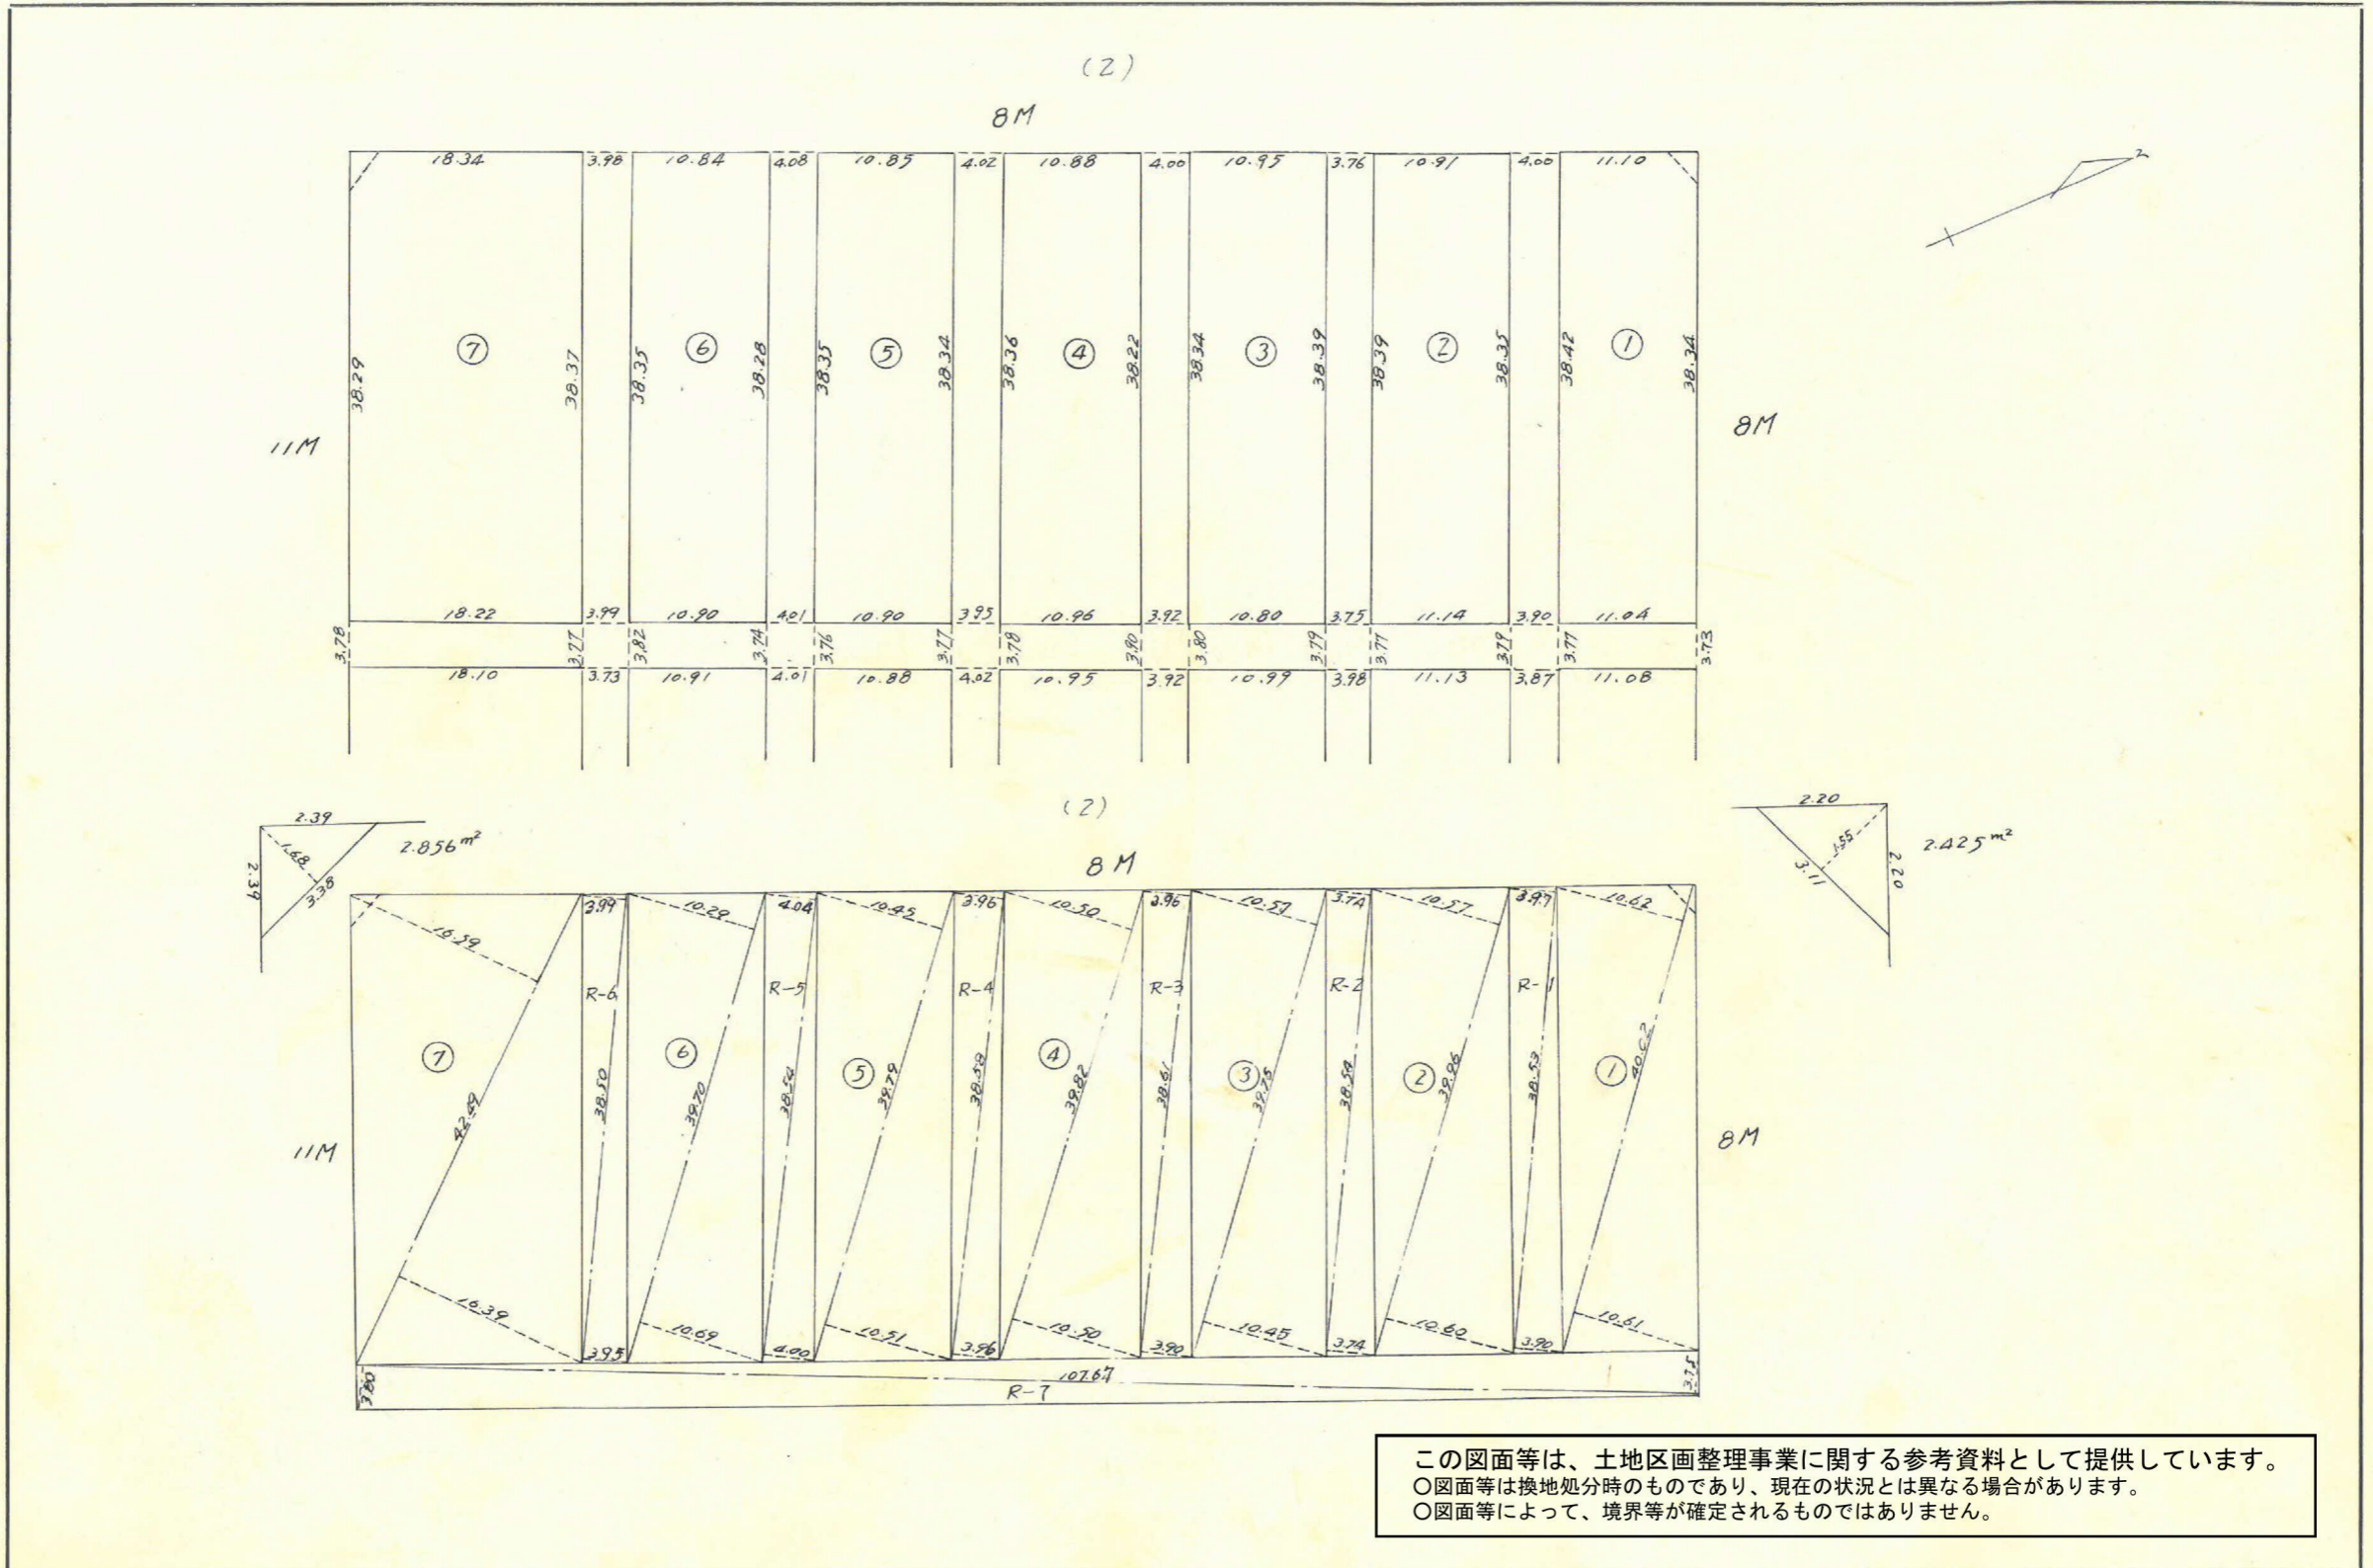 (2)
8M
18.34 3.98 10.84 4.08 10.85 4.02 10.88 4.00 10.95 3.76 10.91 4.00 11.10
⑦ ⑥ ⑤ ④ ③ ② ①
38.29 38.37 38.35 38.28 38.35 38.34 38.36 38.22 38.34 38.39 38.39 38.35 38.42 38.34
11M 8M
18.22 3.99 10.90 4.01 10.90 3.95 10.96 3.92 10.80 3.75 11.14 3.90 11.04
3.78 3.77 3.82 3.74 3.76 3.77 3.78 3.80 3.79 3.77 3.79 3.77 3.73
18.10 3.73 10.91 4.01 10.88 4.02 10.95 3.92 10.99 3.98 11.13 3.87 11.08
(2)
2.39 2.856m²
2.39 1.68 3.38
2.20 2.425m²
1.55 3.11 2.20
8M
3.99 10.29 4.04 10.45 3.96 10.50 3.96 10.57 3.74 10.57 3.97 10.62
16.59
R-6 R-5 R-4 R-3 R-2 R-1
⑦ ⑥ ⑤ ④ ③ ② ①
42.49 38.50 39.70 38.54 39.79 38.58 39.82 38.61 39.75 38.54 39.86 38.53
11M 8M
16.39 10.69 10.51 10.50 10.45 10.60 10.61
3.95 4.00 3.96 3.90 3.74 3.90
3.80 107.67 3.75
R-7
この図面等は、土地区画整理事業に関する参考資料として提供しています。
○図面等は換地処分時のものであり、現在の状況とは異なる場合があります。
○図面等によって、境界等が確定されるものではありません。